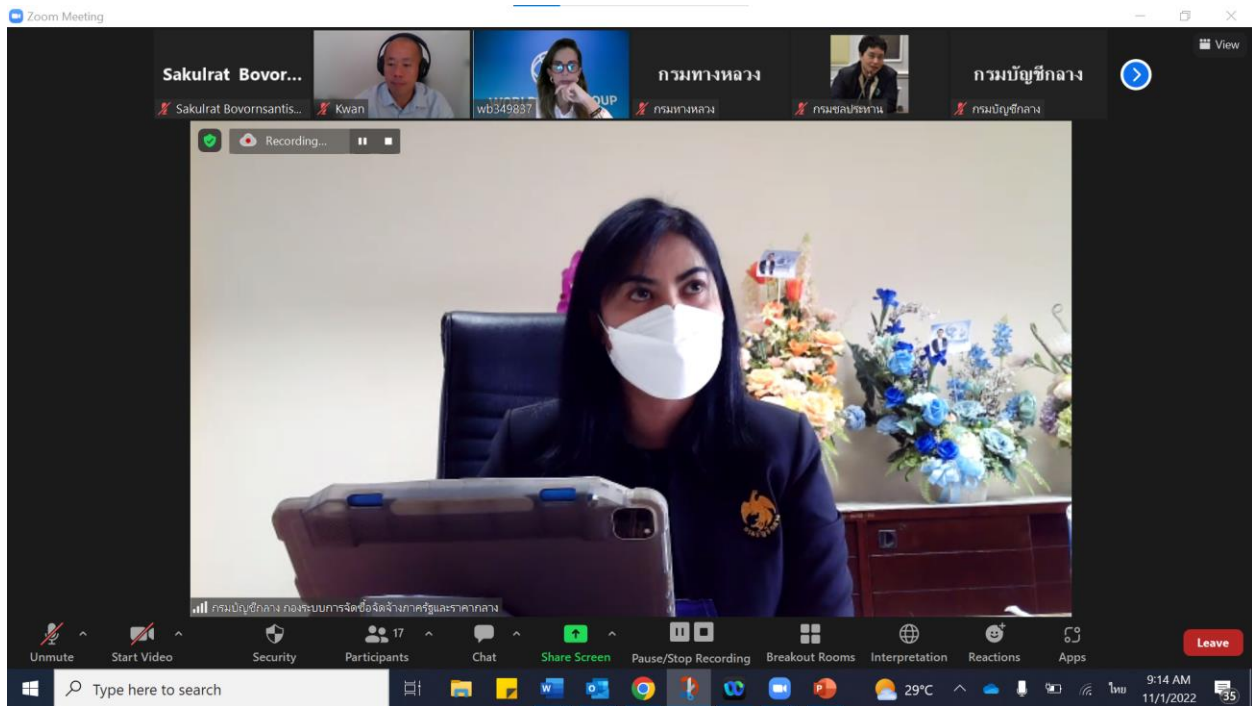 Zoom Meeting
View
Sakulrat Bovor...
กรมทางหลวง
กรมบัญชีกลาง
Sakulrat Bovornsantis...
Kwan
wb349837
กรมทางหลวง
กรมชลประทาน
กรมบัญชีกลาง
Recording...
กรมบัญชีกลาง กองระบบการจัดซื้อจัดจ้างภาครัฐและราคากลาง
17
Unmute
Start Video
Security
Participants
Chat
Share Screen
Pause/Stop Recording
Breakout Rooms
Interpretation
Reactions
Apps
Leave
Type here to search
29°C
ไทย
9:14 AM
11/1/2022
35